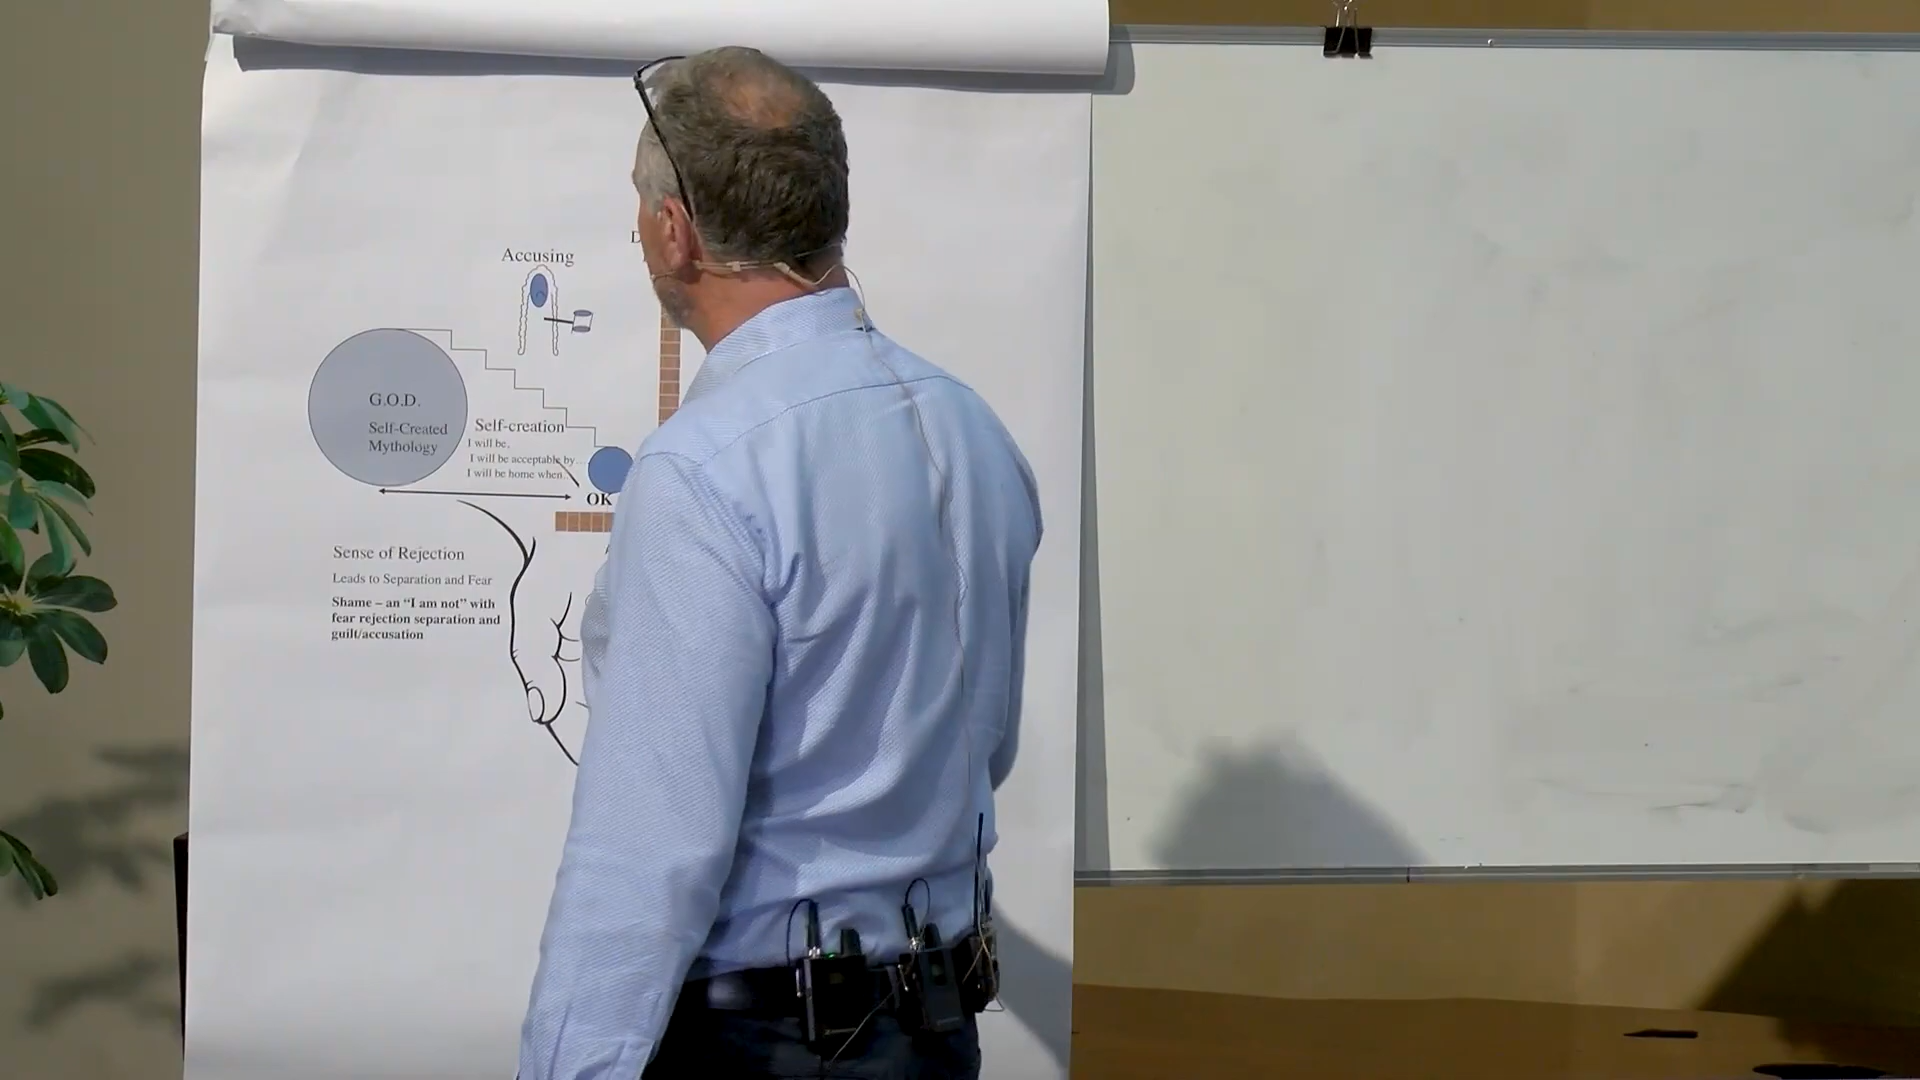 Accusing
G.O.D.
Self-Created
Mythology
Self-creation
I will be,
I will be acceptable by...
I will be home when...
OK
Sense of Rejection
Leads to Separation and Fear
Shame – an “I am not” with
fear rejection separation and
guilt/accusation